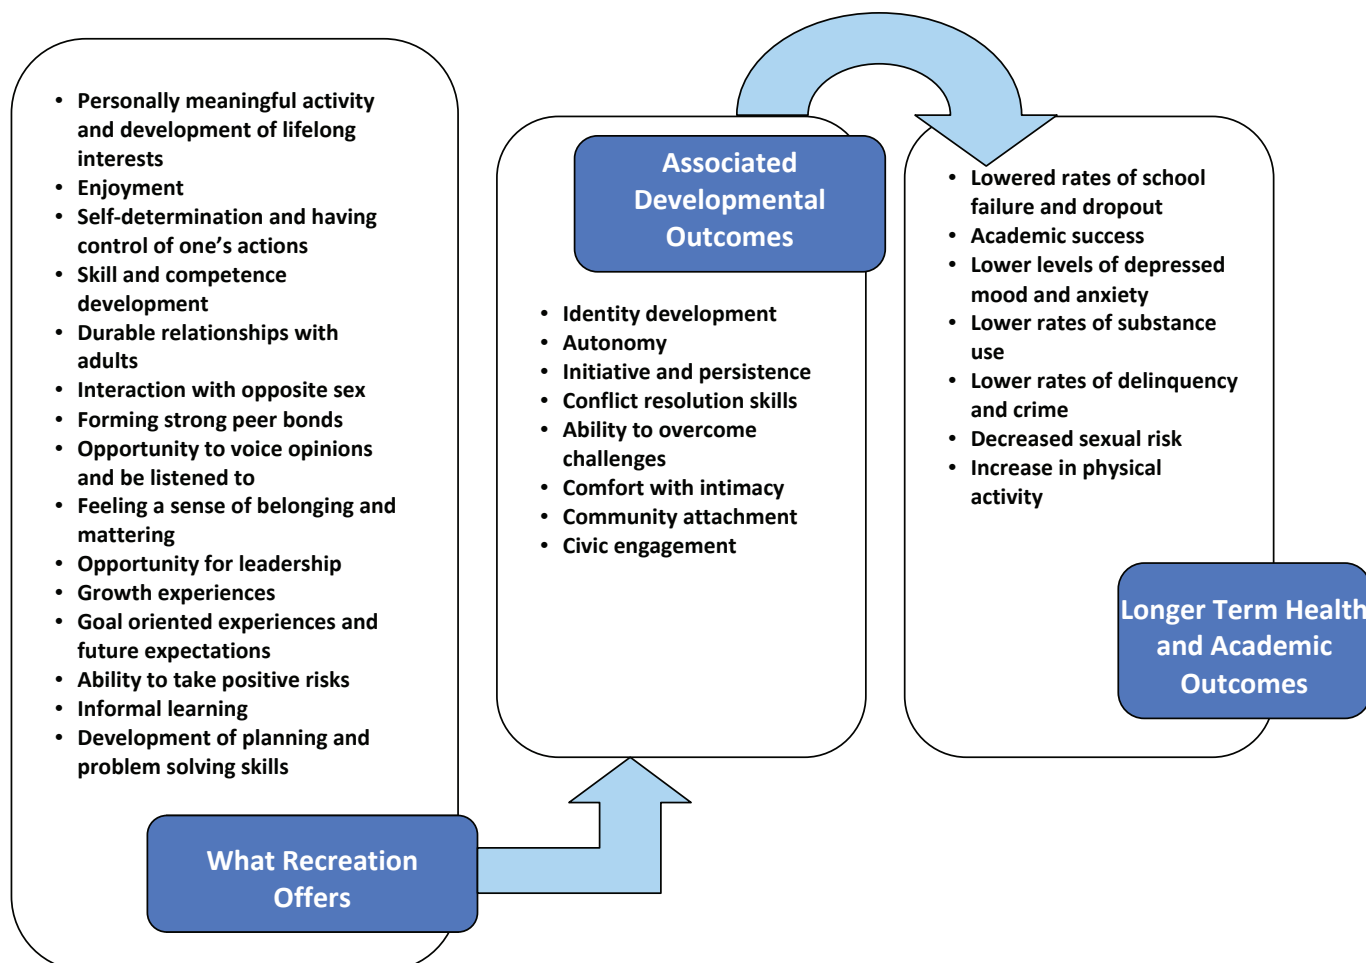 • Personally meaningful activity
and development of lifelong
interests
• Enjoyment
• Self-determination and having
control of one’s actions
• Skill and competence
development
• Durable relationships with
adults
• Interaction with opposite sex
• Forming strong peer bonds
• Opportunity to voice opinions
and be listened to
• Feeling a sense of belonging and
mattering
• Opportunity for leadership
• Growth experiences
• Goal oriented experiences and
future expectations
• Ability to take positive risks
• Informal learning
• Development of planning and
problem solving skills
What Recreation
Offers
Associated
Developmental
Outcomes
• Identity development
• Autonomy
• Initiative and persistence
• Conflict resolution skills
• Ability to overcome
challenges
• Comfort with intimacy
• Community attachment
• Civic engagement
• Lowered rates of school
failure and dropout
• Academic success
• Lower levels of depressed
mood and anxiety
• Lower rates of substance
use
• Lower rates of delinquency
and crime
• Decreased sexual risk
• Increase in physical
activity
Longer Term Health
and Academic
Outcomes